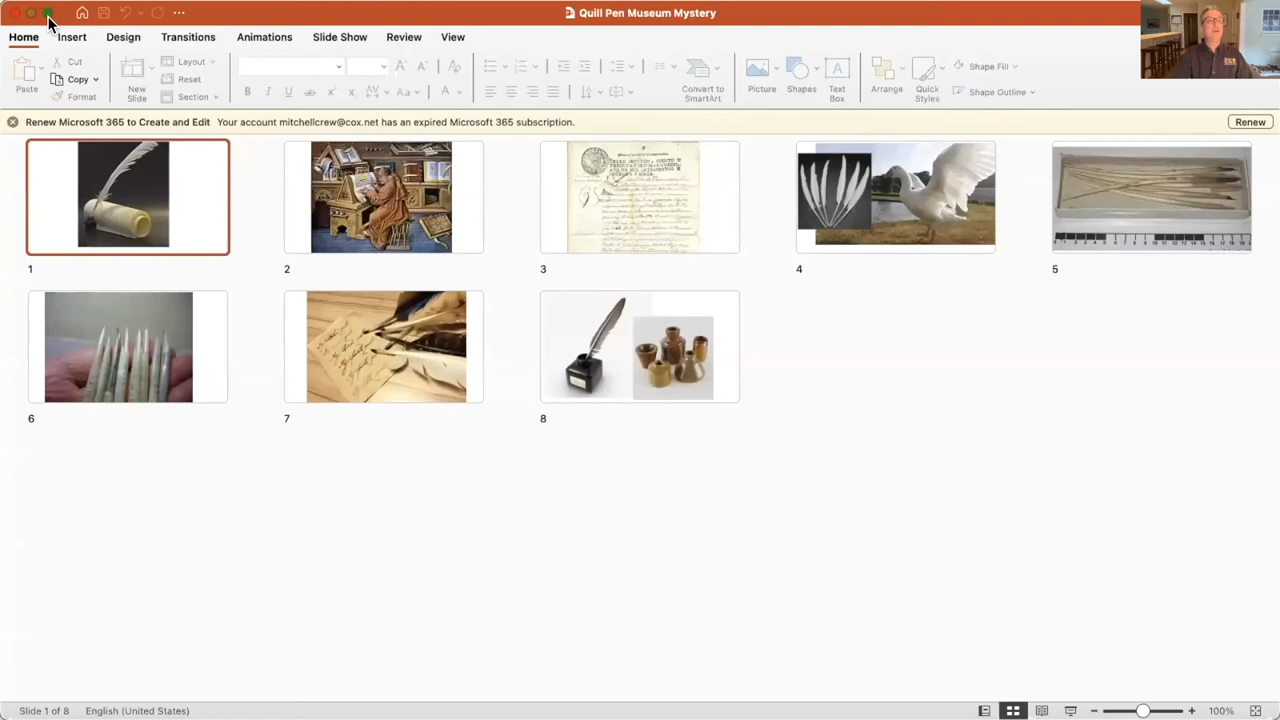 Quill Pen Museum Mystery
Home Insert Design Transitions Animations Slide Show Review View
Paste
Cut
Copy
Format
New Slide
Layout
Reset
Section
B I U
Aa
A
Convert to SmartArt
Picture
Shapes
Text Box
Arrange
Quick Styles
Shape Fill
Shape Outline
Renew Microsoft 365 to Create and Edit Your account mitchellcrew@cox.net has an expired Microsoft 365 subscription. Renew
1 2 3 4 5
6 7 8
Slide 1 of 8 English (United States) 100%